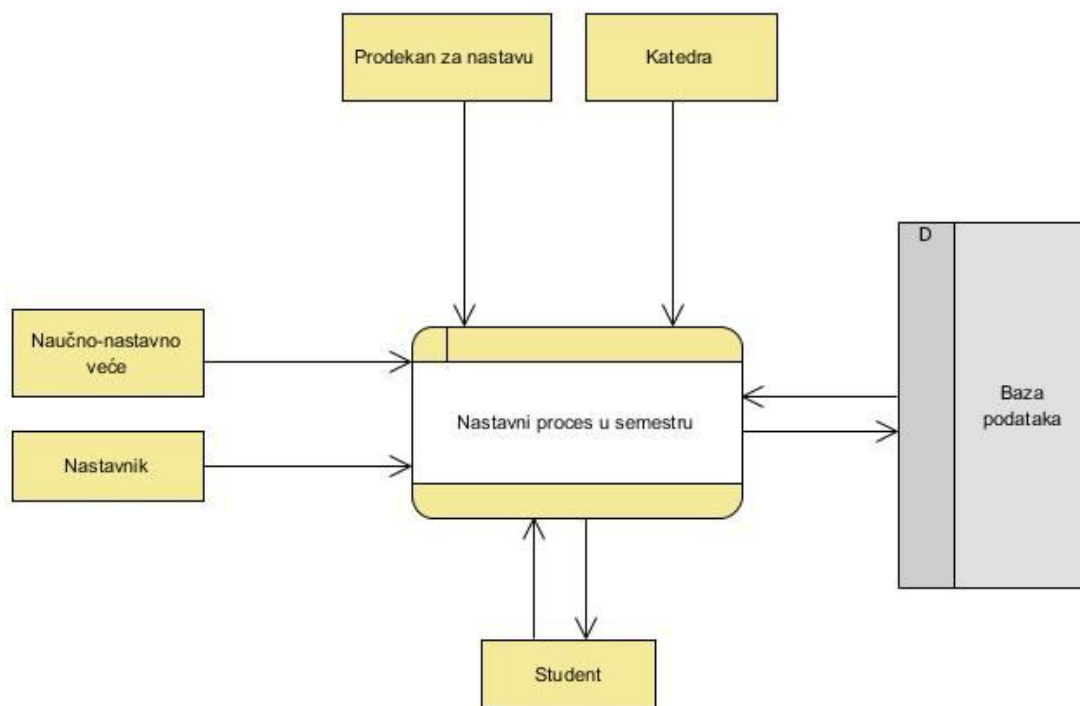 Prodekan za nastavu
Katedra
D
Naučno-nastavno
veće
Nastavni proces u semestru
Baza
podataka
Nastavnik
Student